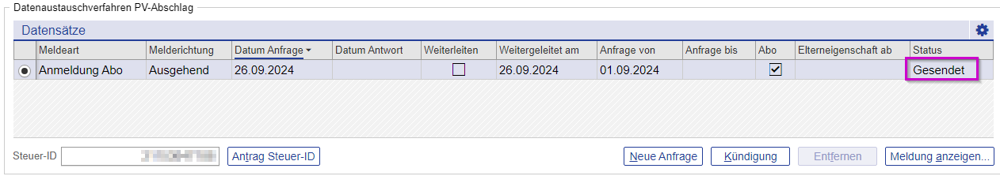 Datenaustauschverfahren PV-Abschlag
Datensätze
Meldeart Melderichtung Datum Anfrage Datum Antwort Weiterleiten Weitergeleitet am Anfrage von Anfrage bis Abo Elterneigenschaft ab Status
Anmeldung Abo Ausgehend 26.09.2024 26.09.2024 01.09.2024 Gesendet
Steuer-ID Antrag Steuer-ID Neue Anfrage Kündigung Entfernen Meldung anzeigen...